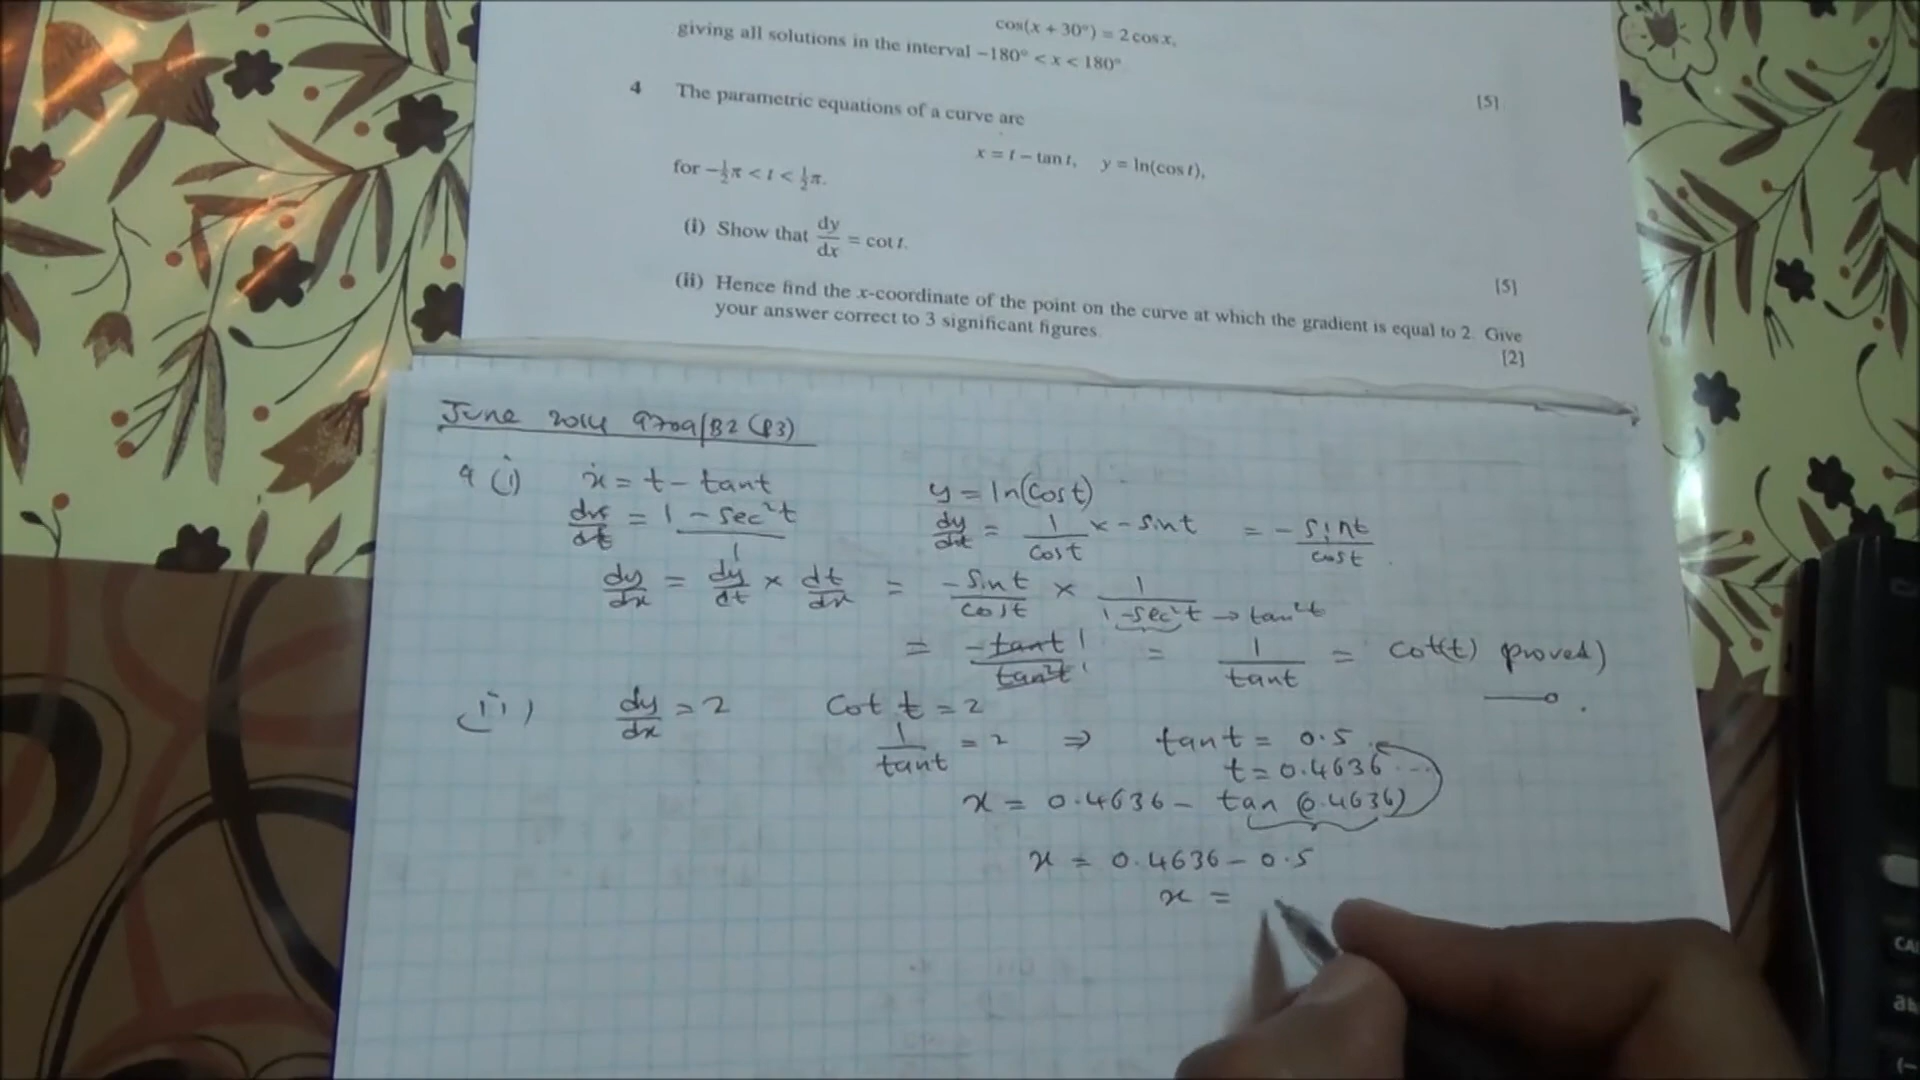 cos(x + 30°) = 2 cos x,
giving all solutions in the interval −180° < x < 180°
[5]
4 The parametric equations of a curve are
x = t − tan t, y = ln(cos t),
for −½π < t < ½π.
(i) Show that dy/dx = cot t.
[5]
(ii) Hence find the x-coordinate of the point on the curve at which the gradient is equal to 2. Give
your answer correct to 3 significant figures.
[2]
June 2014 9709/32 (P3)
4 (i) x = t − tant y = ln(cost)
dx/dt = 1 − sec²t dy/dt = 1/cost × −sint = − sint/cost
dy/dx = dy/dt × dt/dx = −sint/cost × 1/1−sec²t → tan²t
= −tant/tan²t = 1/tant = cot(t) proved)
(ii) dy/dx = 2 cot t = 2
1/tant = 2 ⇒ tant = 0.5
t = 0.4636...
x = 0.4636 − tan (0.4636)
x = 0.4636 − 0.5
x =